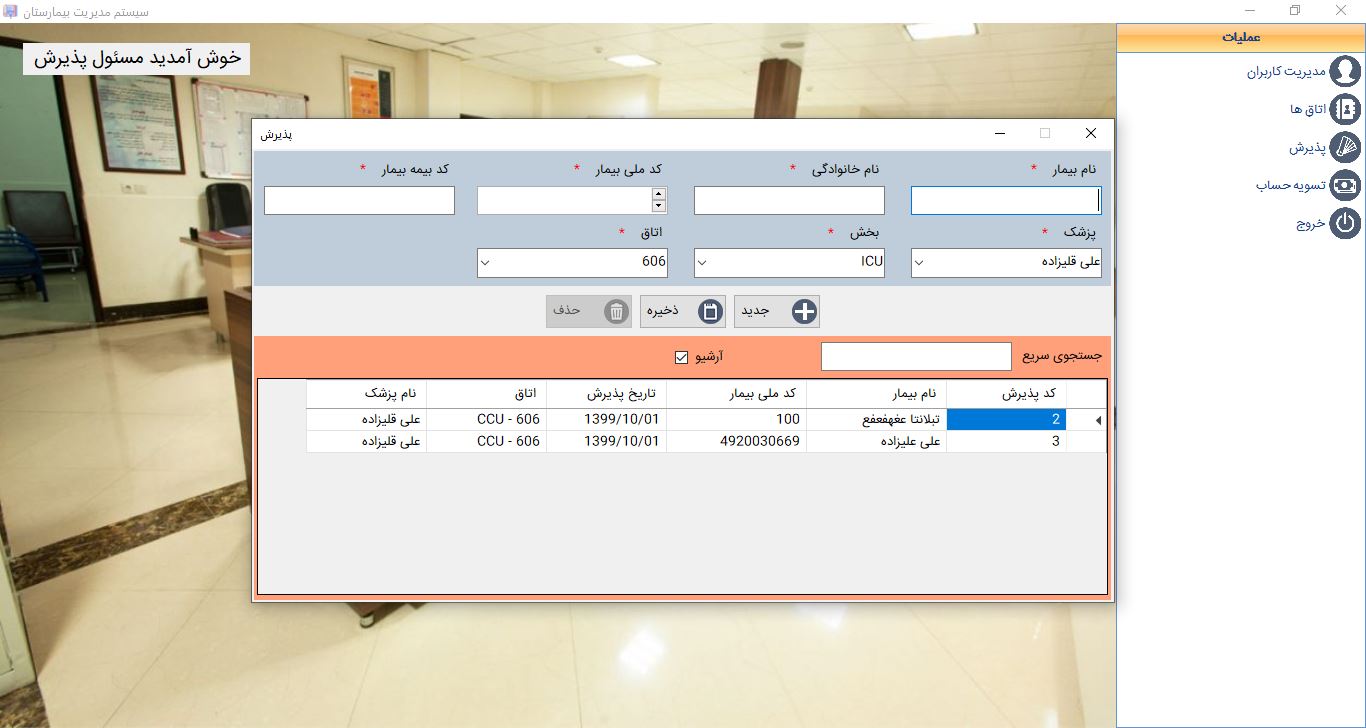 سیستم مدیریت بیمارستان
خوش آمدید مسئول پذیرش
عملیات
مدیریت کاربران
اتاق ها
پذیرش
تسویه حساب
خروج
پذیرش
نام بیمار *
نام خانوادگی *
کد ملی بیمار *
کد بیمه بیمار *
پزشک *
بخش *
اتاق *
علی قلیزاده
ICU
606
جدید
ذخیره
حذف
جستجوی سریع
آرشیو
کد پذیرش نام بیمار کد ملی بیمار تاریخ پذیرش اتاق نام پزشک
2 تبلانتا عغهفعفع 100 1399/10/01 CCU - 606 علی قلیزاده
3 علی علیزاده 4920030669 1399/10/01 CCU - 606 علی قلیزاده